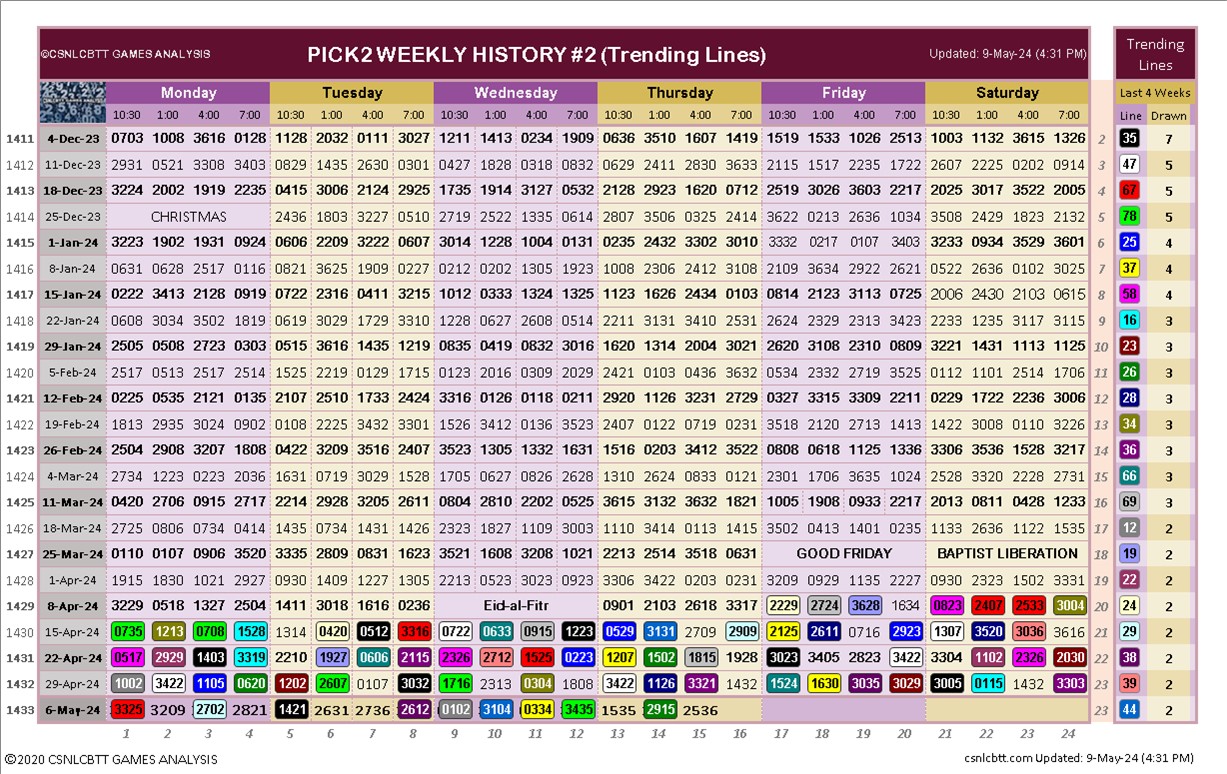 ©CSNLCBTT GAMES ANALYSIS PICK2 WEEKLY HISTORY #2 (Trending Lines) Updated: 9-May-24 (4:31 PM) Trending Lines
Monday Tuesday Wednesday Thursday Friday Saturday Last 4 Weeks
10:30 1:00 4:00 7:00 10:30 1:00 4:00 7:00 10:30 1:00 4:00 7:00 10:30 1:00 4:00 7:00 10:30 1:00 4:00 7:00 10:30 1:00 4:00 7:00 Line Drawn
1411 4-Dec-23 0703 1008 3616 0128 1128 2032 0111 3027 1211 1413 0234 1909 0636 3510 1607 1419 1519 1533 1026 2513 1003 1132 3615 1326 2 35 7
1412 11-Dec-23 2931 0521 3308 3403 0829 1435 2630 0301 0427 1828 0318 0832 0629 2411 2830 3633 2115 1517 2235 1722 2607 2225 0202 0914 3 47 5
1413 18-Dec-23 3224 2002 1919 2235 0415 3006 2124 2925 1735 1914 3127 0532 2128 2923 1620 0712 2519 3026 3603 2217 2025 3017 3522 2005 4 67 5
1414 25-Dec-23 CHRISTMAS 2436 1803 3227 0510 2719 2522 1335 0614 2807 3506 0325 2414 3622 0213 2636 1034 3508 2429 1823 2132 5 78 5
1415 1-Jan-24 3223 1902 1931 0924 0606 2209 3222 0607 3014 1228 1004 0131 0235 2432 3302 3010 3332 0217 0107 3403 3233 0934 3529 3601 6 25 4
1416 8-Jan-24 0631 0628 2517 0116 0821 3625 1909 0227 0212 0202 1305 1923 1008 2306 2412 3108 2109 3634 2922 2621 0522 2636 0102 3025 7 37 4
1417 15-Jan-24 0222 3413 2128 0919 0722 2316 0411 3215 1012 0333 1324 1325 1123 1626 2434 0103 0814 2123 3113 0725 2006 2430 2103 0615 8 58 4
1418 22-Jan-24 0608 3034 3502 1819 0619 3029 1729 3310 1228 0627 2608 0514 2211 3131 3410 2531 2624 2329 2313 3423 2233 1235 3117 3115 9 16 3
1419 29-Jan-24 2505 0508 2723 0303 0515 3616 1435 1219 0835 0419 0832 3016 1620 1314 2004 3021 2620 3108 2310 0809 3221 1431 1113 1125 10 23 3
1420 5-Feb-24 2517 0513 2517 2514 1525 2219 0129 1715 0123 2016 0309 2029 2421 0103 0436 3632 0534 2332 2719 3525 0112 1101 2514 1706 11 26 3
1421 12-Feb-24 0225 0535 2121 0135 2107 2510 1733 2424 3316 0126 0118 0211 2920 1126 3231 2729 0327 3315 3309 2211 0229 1722 2236 3006 12 28 3
1422 19-Feb-24 1813 2935 3024 0902 0108 2225 3432 3301 1526 3412 0136 3523 2407 0122 0719 0231 3518 2120 2713 1413 1422 3008 0110 3226 13 34 3
1423 26-Feb-24 2504 2908 3207 1808 0422 3209 3516 2407 3523 1305 1332 1631 1516 0203 3412 3522 0808 0618 1125 1336 3306 3536 1528 3217 14 36 3
1424 4-Mar-24 2734 1223 0223 2036 1631 0719 3029 1526 1705 0627 0826 2628 1310 2624 0833 0121 2301 1706 3635 1024 2528 3320 2228 2731 15 66 3
1425 11-Mar-24 0420 2706 0915 2717 2214 2928 3205 2611 0804 2810 2202 0525 3615 3132 3632 1821 1005 1908 0933 2217 2013 0811 0428 1233 16 69 3
1426 18-Mar-24 2725 0806 0734 0414 1435 0734 1431 1426 2323 1827 1109 3003 1110 3414 0113 1415 3502 0413 1401 0235 1133 2636 1122 1535 17 12 2
1427 25-Mar-24 0110 0107 0906 3520 3335 2809 0831 1623 3521 1608 3208 1021 2213 2514 3518 0631 GOOD FRIDAY BAPTIST LIBERATION 18 19 2
1428 1-Apr-24 1915 1830 1021 2927 0930 1409 1227 1305 2213 0523 3023 0923 3306 3422 0203 0231 3209 0929 1135 2227 0930 2323 1502 3331 19 22 2
1429 8-Apr-24 3229 0518 1327 2504 1411 3018 1616 0236 Eid-al-Fitr 0901 2103 2618 3317 2229 2724 3628 1634 0823 2407 2533 3004 20 24 2
1430 15-Apr-24 0735 1213 0708 1528 1314 0420 0512 3316 0722 0633 0915 1223 0529 3131 2709 2909 2125 2611 0716 2923 1307 3520 3036 3616 21 29 2
1431 22-Apr-24 0517 2929 1403 3319 2210 1927 0606 2115 2326 2712 1525 0223 1207 1502 1815 1928 3023 3405 2823 3422 3304 1102 2326 2030 22 38 2
1432 29-Apr-24 1002 3422 1105 0620 1202 2607 0107 3032 1716 2313 0304 1808 3422 1126 3321 1432 1524 1630 3035 3029 3005 0115 1432 3303 23 39 2
1433 6-May-24 3325 3209 2702 2821 1421 2631 2736 2612 0102 3104 0334 3435 1535 2915 2536 23 44 2
1 2 3 4 5 6 7 8 9 10 11 12 13 14 15 16 17 18 19 20 21 22 23 24
©2020 CSNLCBTT GAMES ANALYSIS csnlcbtt.com Updated: 9-May-24 (4:31 PM)